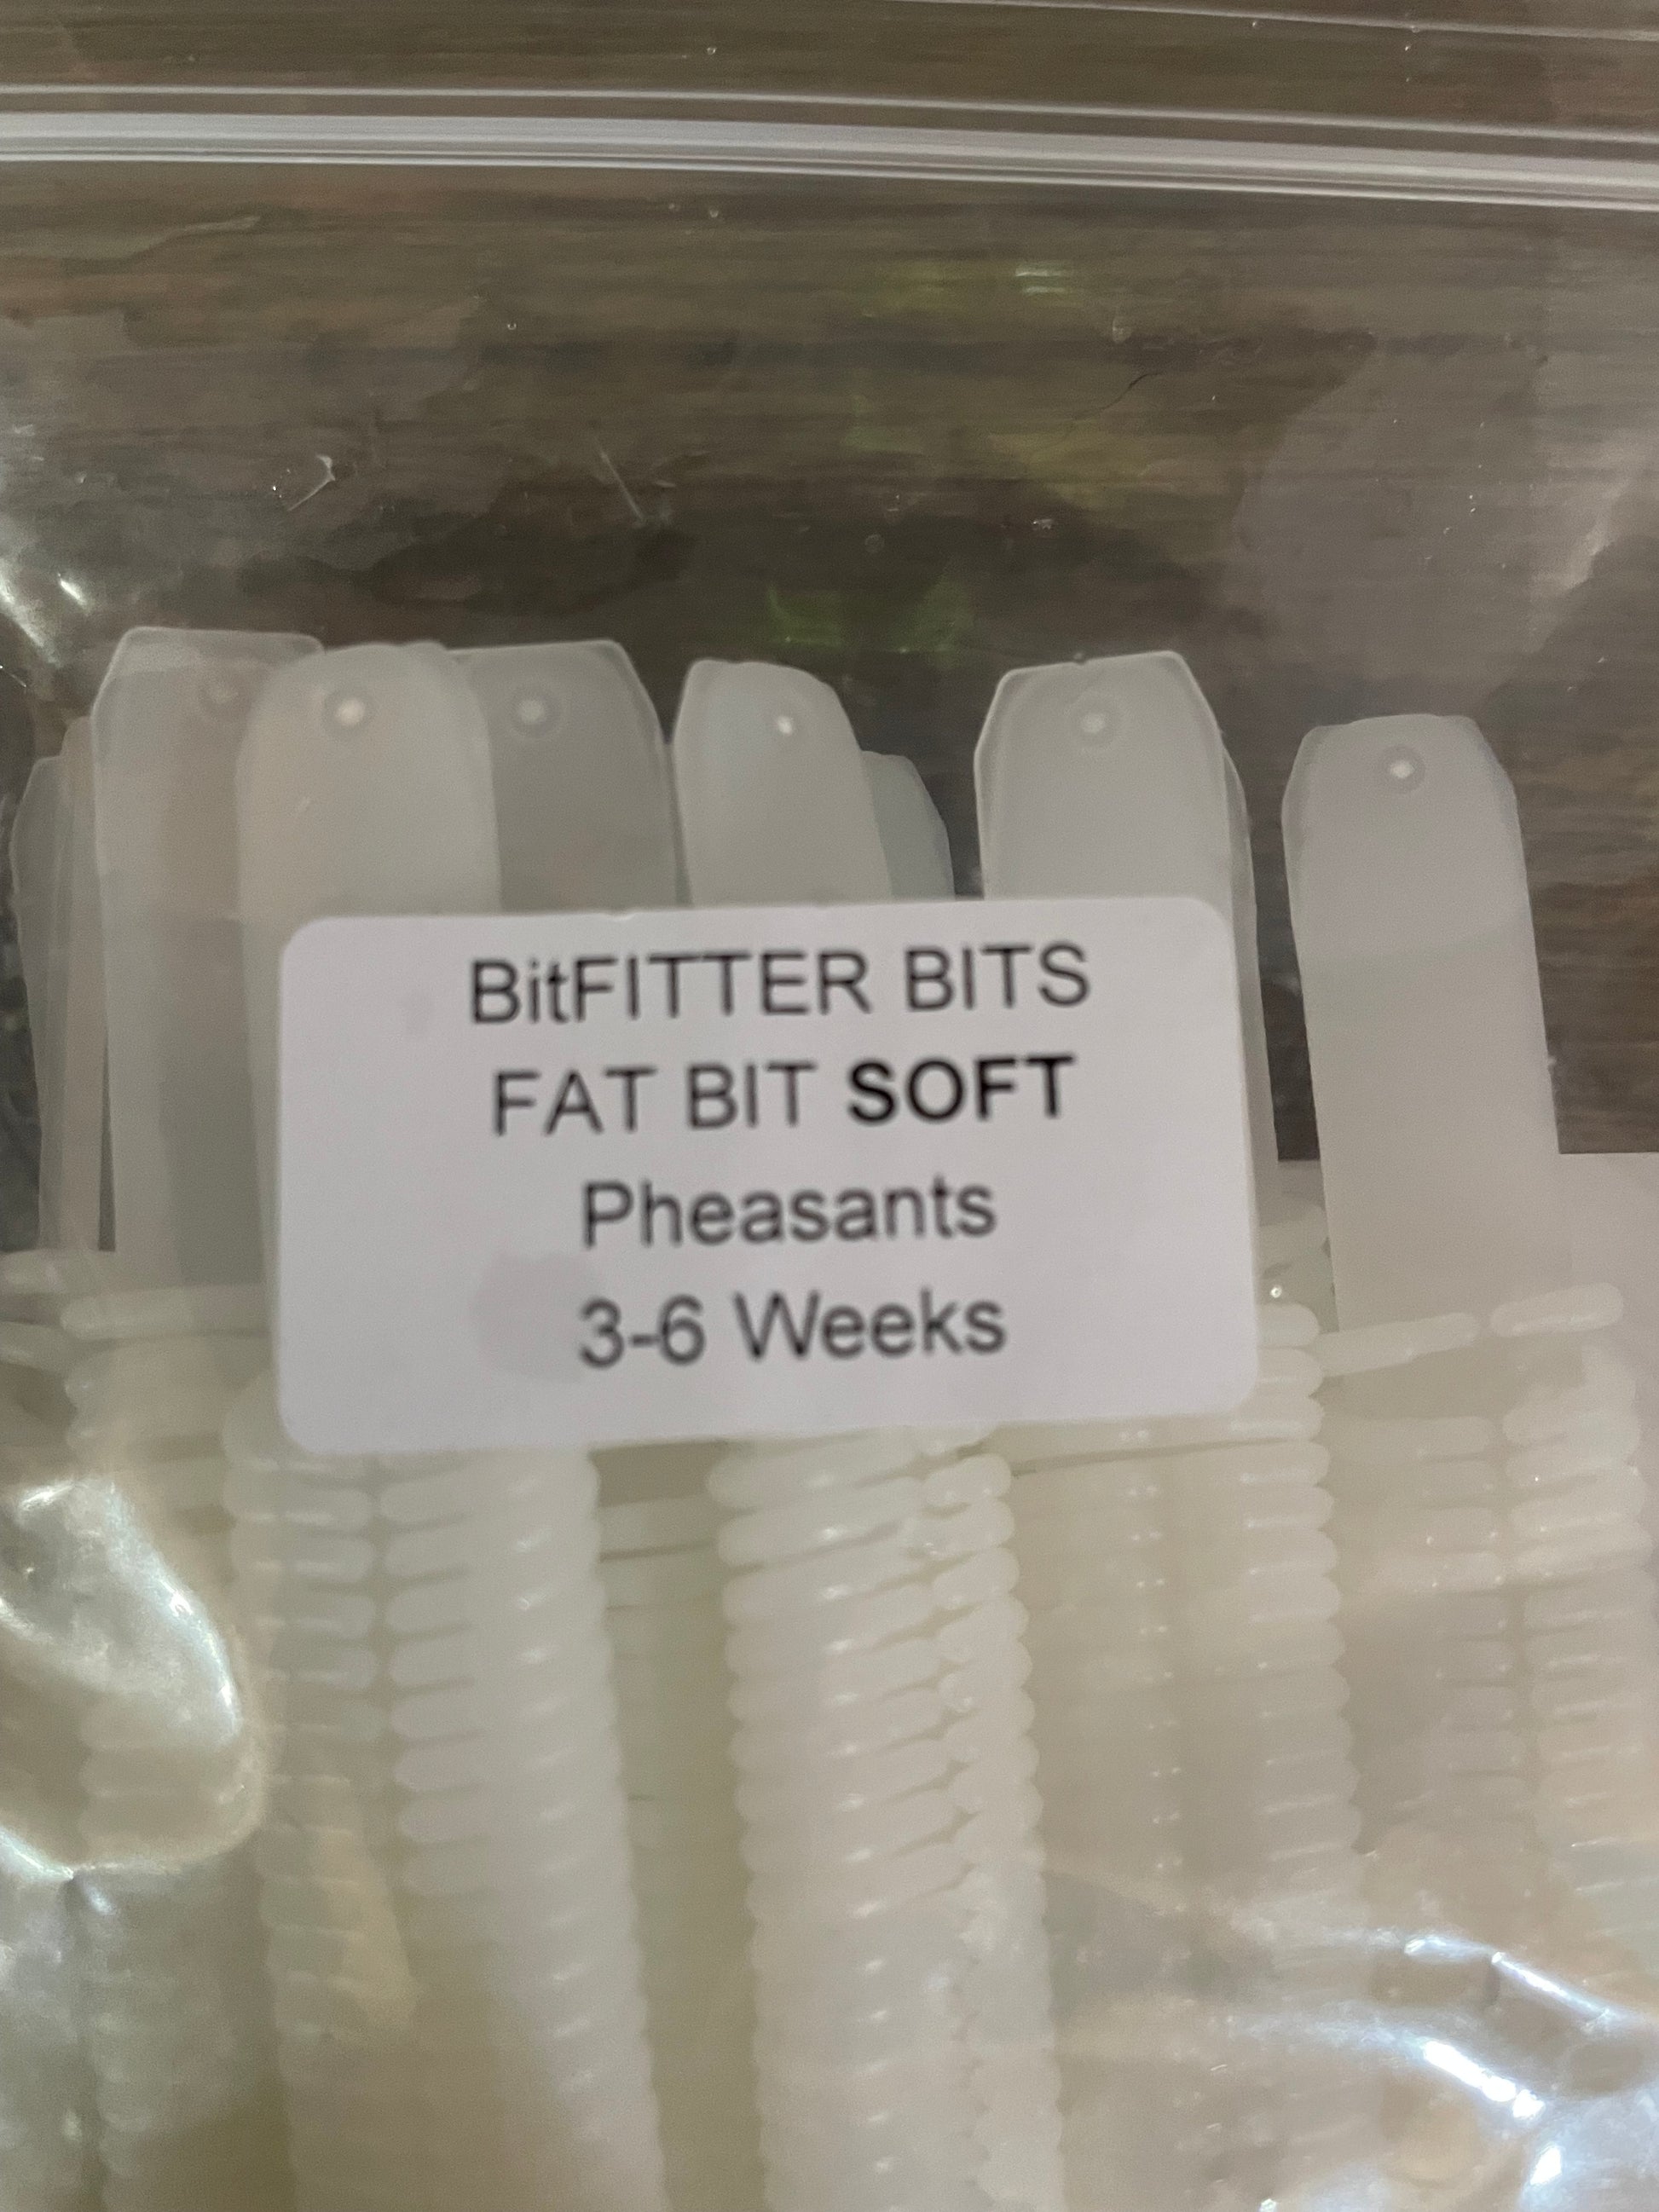 BitFITTER BITS
FAT BIT SOFT
Pheasants
3-6 Weeks